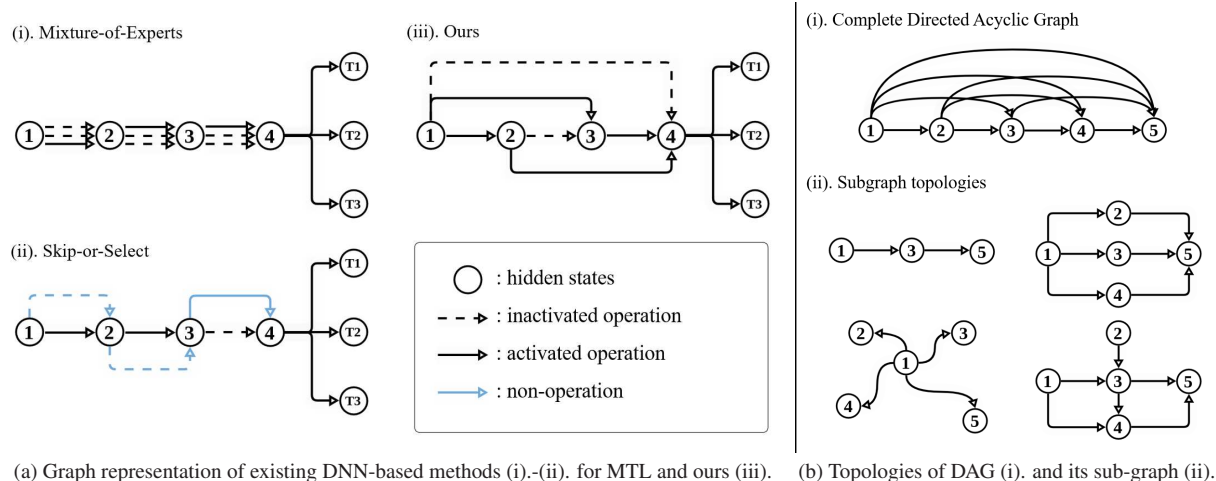 (i). Mixture-of-Experts
1 2 3 4 T1 T2 T3
(ii). Skip-or-Select
1 2 3 4 T1 T2 T3
(iii). Ours
1 2 3 4 T1 T2 T3
: hidden states
: inactivated operation
: activated operation
: non-operation
(a) Graph representation of existing DNN-based methods (i).-(ii). for MTL and ours (iii).
(i). Complete Directed Acyclic Graph
1 2 3 4 5
(ii). Subgraph topologies
1 3 5
2
1 3 5
4
2 3
1
4 5
2
1 3 5
4
(b) Topologies of DAG (i). and its sub-graph (ii).